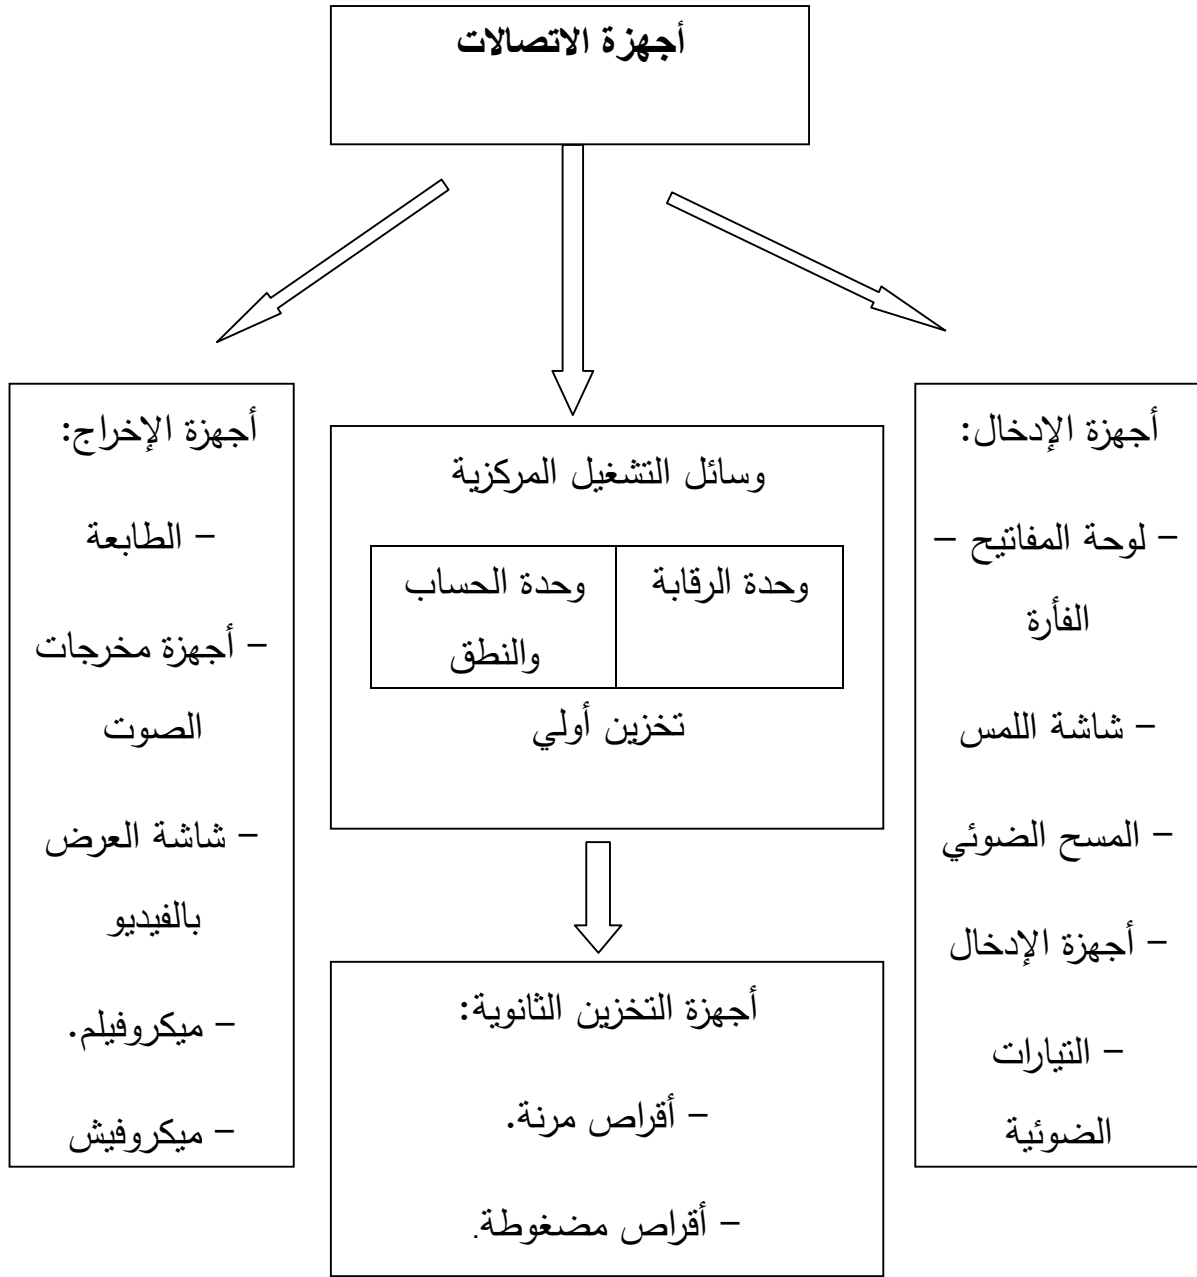 أجهزة الاتصالات
أجهزة الإدخال:
– لوحة المفاتيح –
الفأرة
– شاشة اللمس
– المسح الضوئي
– أجهزة الإدخال
– التيارات
الضوئية
وسائل التشغيل المركزية
وحدة الرقابة
وحدة الحساب
والنطق
تخزين أولي
أجهزة التخزين الثانوية:
– أقراص مرنة.
– أقراص مضغوطة.
أجهزة الإخراج:
– الطابعة
– أجهزة مخرجات
الصوت
– شاشة العرض
بالفيديو
– ميكروفيلم.
– ميكروفيش